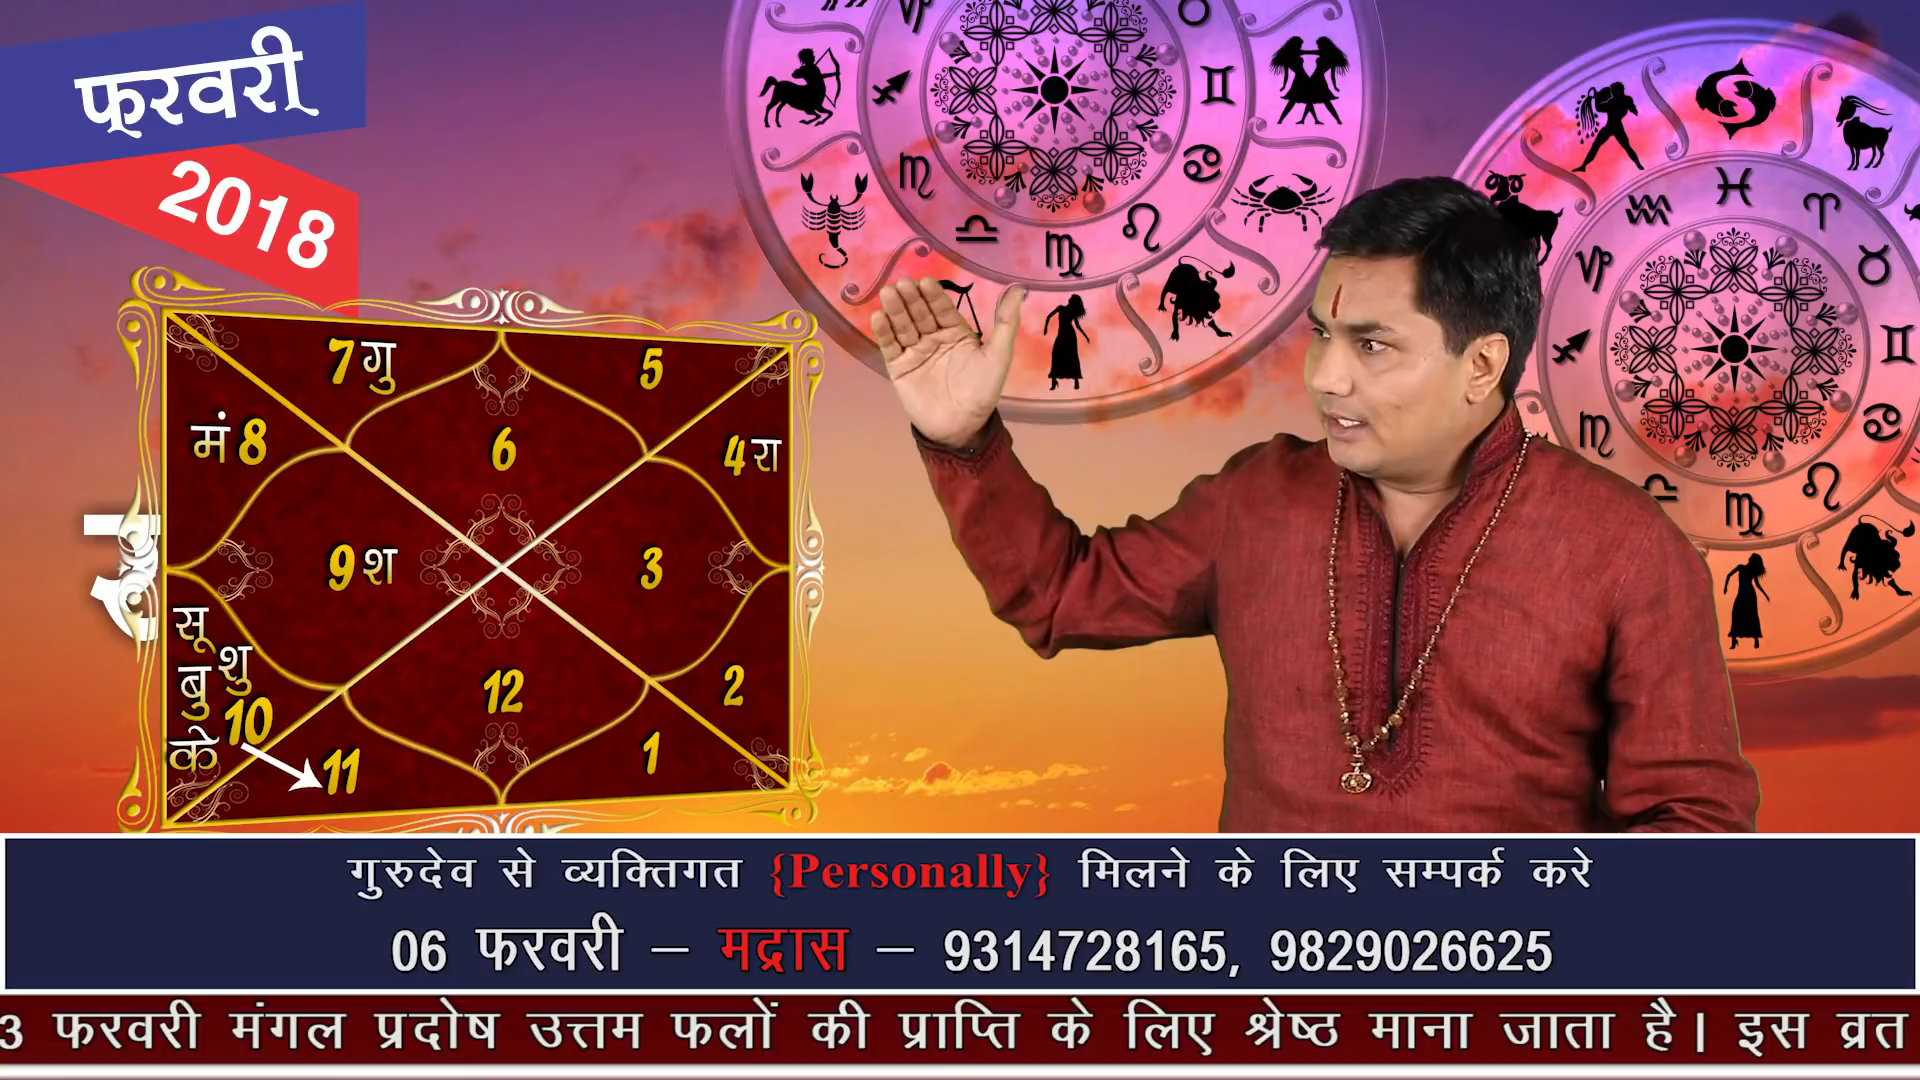 फरवरी
2018
7 गु
5
मं 8
6
4 रा
9 श
3
सू
शु
बु
10
के
12
2
11
1
गुरुदेव से व्यक्तिगत {Personally} मिलने के लिए सम्पर्क करे
06 फरवरी – मद्रास – 9314728165, 9829026625
3 फरवरी मंगल प्रदोष उत्तम फलों की प्राप्ति के लिए श्रेष्ठ माना जाता है। इस व्रत